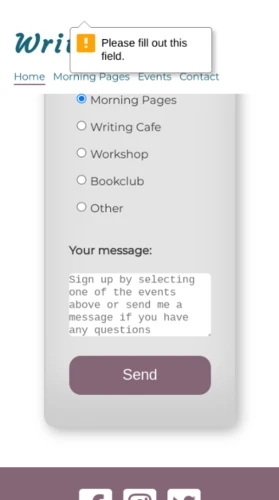 Writ
Please fill out this
field.
Home Morning Pages Events Contact
Morning Pages
Writing Cafe
Workshop
Bookclub
Other
Your message:
Sign up by selecting
one of the events
above or send me a
message if you have
any questions
Send